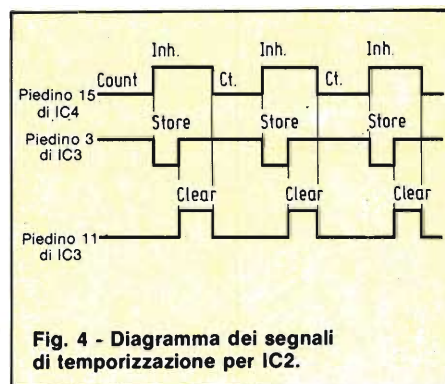 Inh. Inh. Inh.
Count Ct. Ct.
Piedino 15
di IC4
Store Store Store
Piedino 3
di IC3
Clear Clear Clear
Piedino 11
di IC3
Fig. 4 - Diagramma dei segnali
di temporizzazione per IC2.